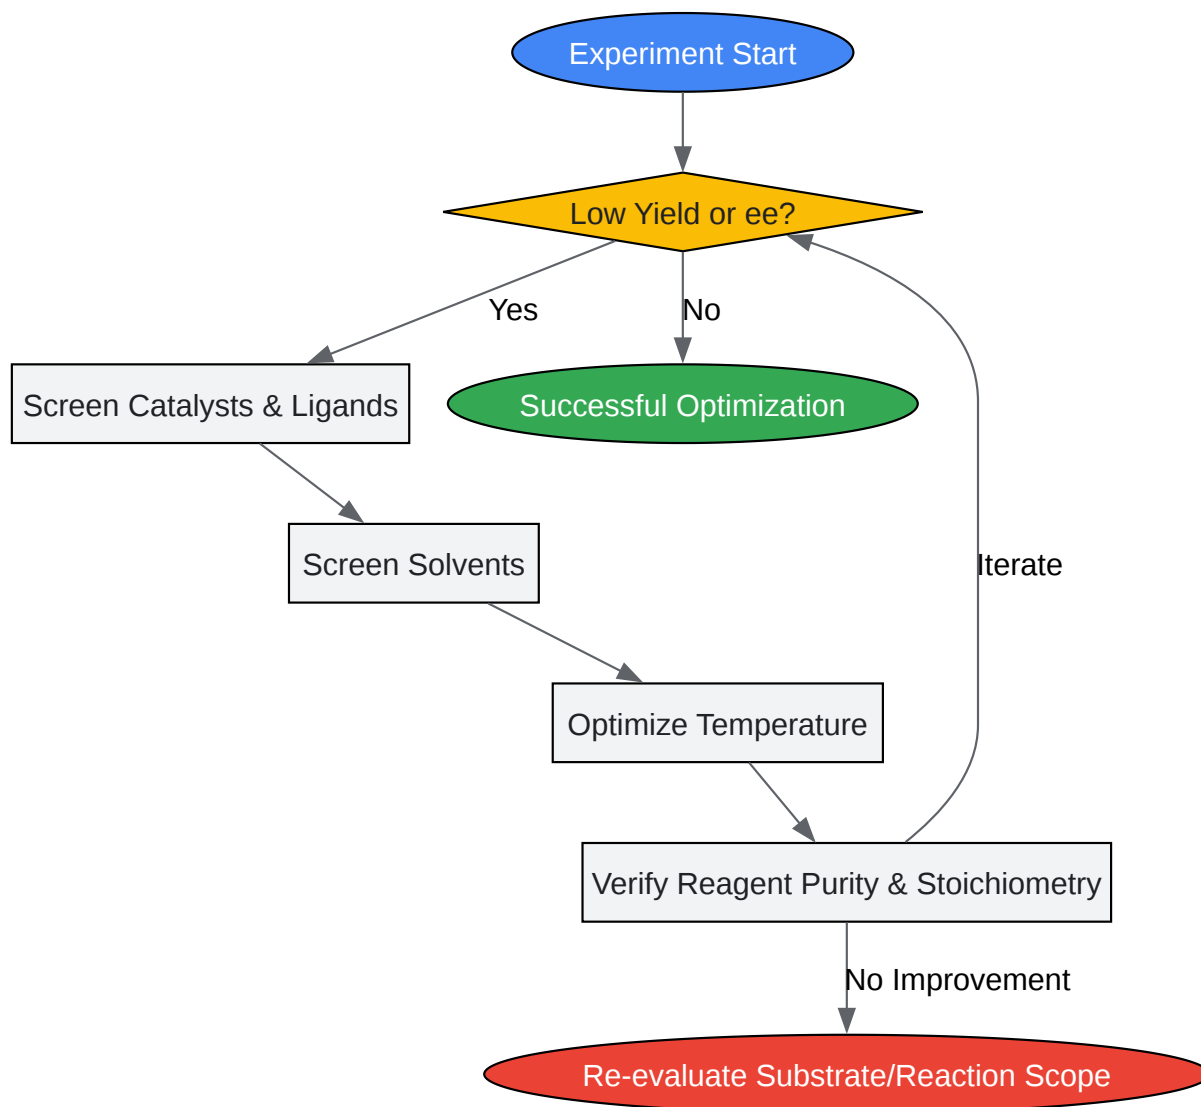 Experiment Start
Low Yield or ee?
Yes
No
Screen Catalysts & Ligands
Successful Optimization
Screen Solvents
Iterate
Optimize Temperature
Verify Reagent Purity & Stoichiometry
No Improvement
Re-evaluate Substrate/Reaction Scope